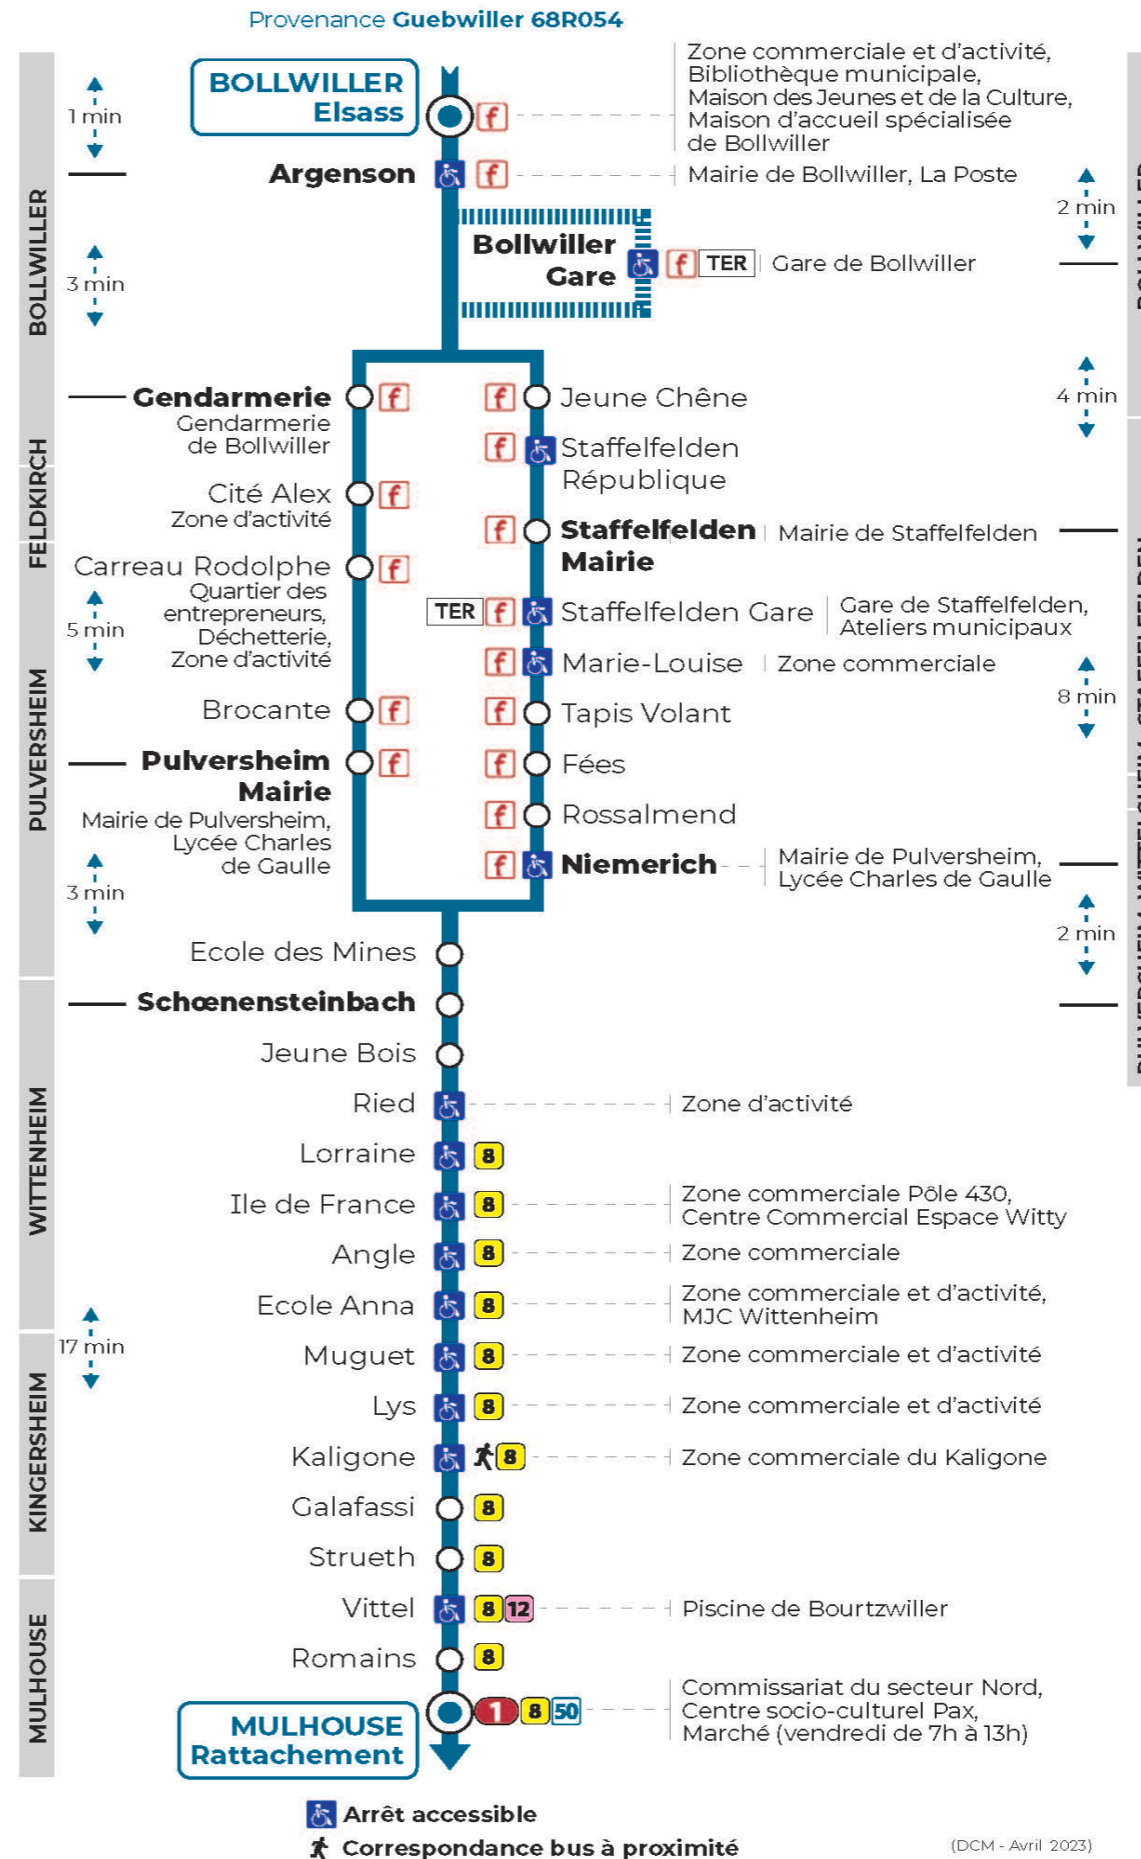 Provenance Guebwiller 68R054
BOLLWILLER
Elsass
f
Zone commerciale et d'activité,
Bibliothèque municipale,
Maison des Jeunes et de la Culture,
Maison d'accueil spécialisée
de Bollwiller
1 min
Argenson
f
Mairie de Bollwiller, La Poste
2 min
BOLLWILLER
Bollwiller
Gare
f TER
Gare de Bollwiller
3 min
Gendarmerie
f
Gendarmerie
de Bollwiller
f
Jeune Chêne
4 min
f
Staffelfelden
République
FELDKIRCH
Cité Alex
f
Zone d'activité
f
Staffelfelden
Mairie
Mairie de Staffelfelden
Carreau Rodolphe
f
Quartier des
entrepreneurs,
Déchetterie,
Zone d'activité
5 min
TER f
Staffelfelden Gare
Gare de Staffelfelden,
Ateliers municipaux
f
Marie-Louise
Zone commerciale
8 min
PULVERSHEIM
Brocante
f
f
Tapis Volant
Pulversheim
Mairie
f
Mairie de Pulversheim,
Lycée Charles
de Gaulle
f
Fées
f
Rossalmend
f
Niemerich
Mairie de Pulversheim,
Lycée Charles de Gaulle
3 min
2 min
Ecole des Mines
Schœnensteinbach
Jeune Bois
WITTENHEIM
Ried
Zone d'activité
Lorraine
8
Ile de France
8
Zone commerciale Pôle 430,
Centre Commercial Espace Witty
Angle
8
Zone commerciale
Ecole Anna
8
Zone commerciale et d'activité,
MJC Wittenheim
17 min
KINGERSHEIM
Muguet
8
Zone commerciale et d'activité
Lys
8
Zone commerciale et d'activité
Kaligone
8
Zone commerciale du Kaligone
Galafassi
8
Strueth
8
MULHOUSE
Vittel
8 12
Piscine de Bourtzwiller
Romains
8
MULHOUSE
Rattachement
1 8 50
Commissariat du secteur Nord,
Centre socio-culturel Pax,
Marché (vendredi de 7h à 13h)
Arrêt accessible
Correspondance bus à proximité
(DCM - Avril 2023)